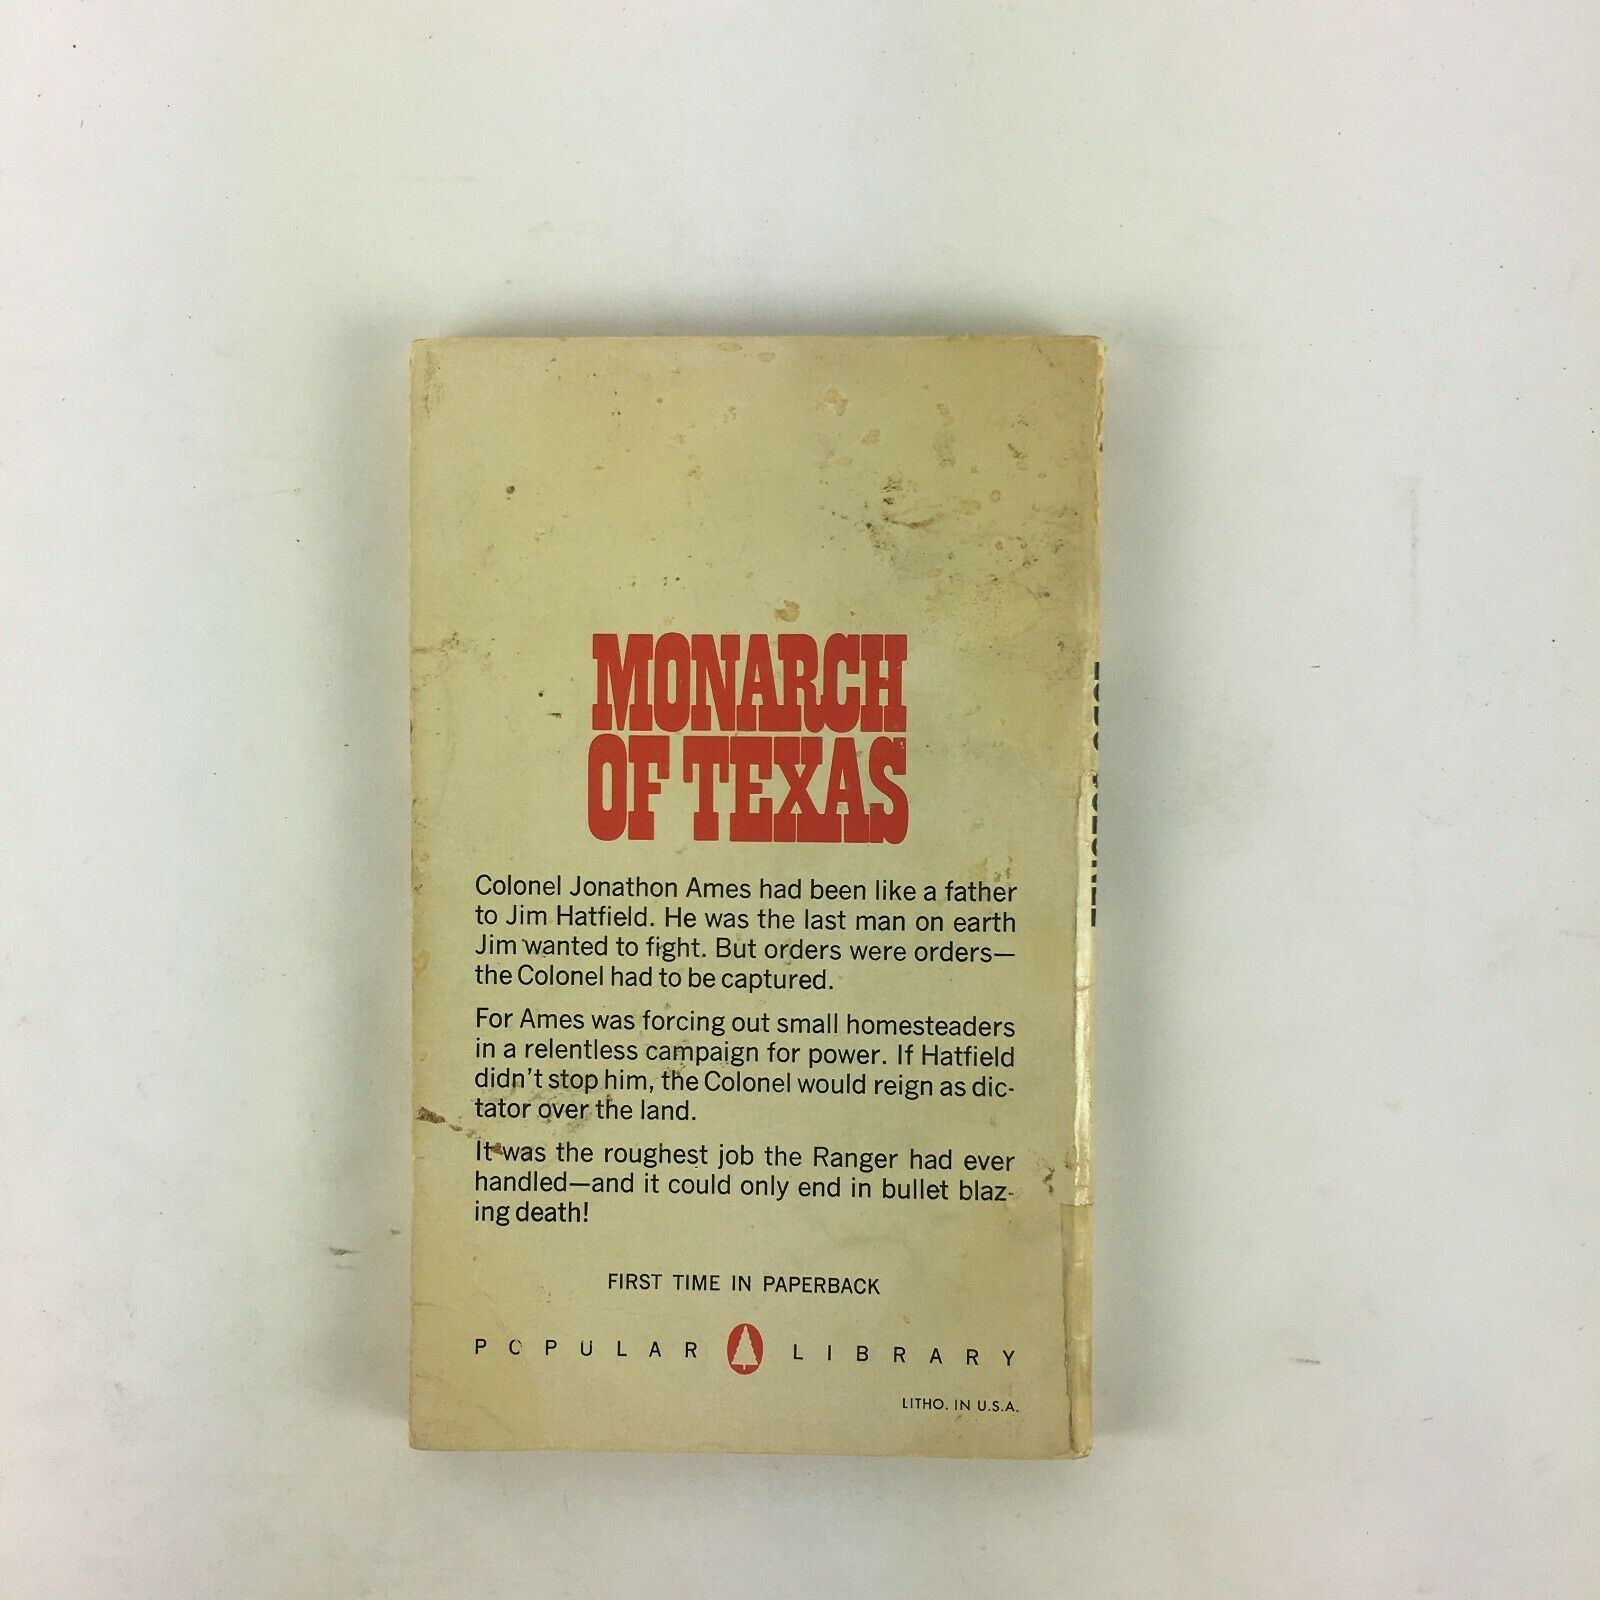 MONARCH
OF TEXAS
Colonel Jonathon Ames had been like a father
to Jim Hatfield. He was the last man on earth
Jim wanted to fight. But orders were orders—
the Colonel had to be captured.
For Ames was forcing out small homesteaders
in a relentless campaign for power. If Hatfield
didn't stop him, the Colonel would reign as dic-
tator over the land.
It was the roughest job the Ranger had ever
handled—and it could only end in bullet blaz-
ing death!
FIRST TIME IN PAPERBACK
POPULAR LIBRARY
LITHO. IN U.S.A.
COLONEL